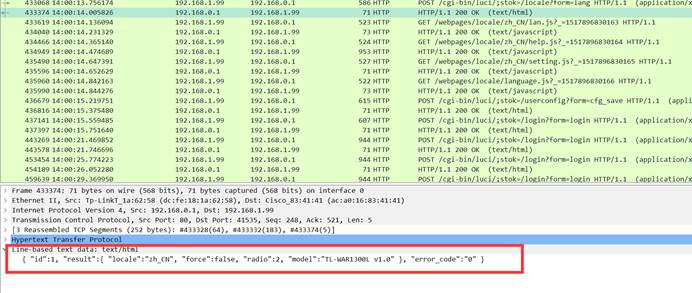 433068 14:00:13.756174 192.168.1.99 192.168.0.1 586 HTTP POST /cgi-bin/luci/;stok=/locale?form=lang HTTP/1.1 (application/x
433374 14:00:14.005826 192.168.0.1 192.168.1.99 71 HTTP HTTP/1.1 200 OK (text/html)
433619 14:00:14.136094 192.168.1.99 192.168.0.1 523 HTTP GET /webpages/locale/zh_CN/lan.js?_=1517896830163 HTTP/1.1
434040 14:00:14.231329 192.168.0.1 192.168.1.99 73 HTTP HTTP/1.1 200 OK (text/javascript)
434466 14:00:14.365140 192.168.1.99 192.168.0.1 524 HTTP GET /webpages/locale/zh_CN/help.js?_=1517896830164 HTTP/1.1
434949 14:00:14.474689 192.168.0.1 192.168.1.99 953 HTTP HTTP/1.1 200 OK (text/javascript)
435490 14:00:14.647391 192.168.1.99 192.168.0.1 527 HTTP GET /webpages/locale/zh_CN/setting.js?_=1517896830165 HTTP/1.1
435596 14:00:14.652629 192.168.0.1 192.168.1.99 71 HTTP HTTP/1.1 200 OK (text/javascript)
435960 14:00:14.842163 192.168.1.99 192.168.0.1 522 HTTP GET /webpages/locale/language.js?_=1517896830166 HTTP/1.1
435990 14:00:14.844276 192.168.0.1 192.168.1.99 73 HTTP HTTP/1.1 200 OK (text/javascript)
436679 14:00:15.219751 192.168.1.99 192.168.0.1 615 HTTP POST /cgi-bin/luci/;stok=/userconfig?form=cfg_save HTTP/1.1 (appl
436816 14:00:15.375480 192.168.0.1 192.168.1.99 71 HTTP HTTP/1.1 200 OK (text/html)
437141 14:00:15.559485 192.168.1.99 192.168.0.1 607 HTTP POST /cgi-bin/luci/;stok=/login?form=login HTTP/1.1 (application/x
437397 14:00:15.751640 192.168.0.1 192.168.1.99 71 HTTP HTTP/1.1 200 OK (text/html)
443269 14:00:21.469852 192.168.1.99 192.168.0.1 944 HTTP POST /cgi-bin/luci/;stok=/login?form=login HTTP/1.1 (application/x
443578 14:00:21.746696 192.168.0.1 192.168.1.99 71 HTTP HTTP/1.1 200 OK (text/html)
453454 14:00:25.774223 192.168.1.99 192.168.0.1 944 HTTP POST /cgi-bin/luci/;stok=/login?form=login HTTP/1.1 (application/x
454189 14:00:26.052280 192.168.0.1 192.168.1.99 71 HTTP HTTP/1.1 200 OK (text/html)
459639 14:00:29.369950 192.168.1.99 192.168.0.1 944 HTTP POST /cgi-bin/luci/;stok=/login?form=login HTTP/1.1 (application/x
Frame 433374: 71 bytes on wire (568 bits), 71 bytes captured (568 bits) on interface 0
Ethernet II, Src: Tp-LinkT_1a:62:58 (dc:fe:18:1a:62:58), Dst: Cisco_83:41:41 (ac:a0:16:83:41:41)
Internet Protocol Version 4, Src: 192.168.0.1, Dst: 192.168.1.99
Transmission Control Protocol, Src Port: 80, Dst Port: 41535, Seq: 248, Ack: 521, Len: 5
[3 Reassembled TCP Segments (252 bytes): #433328(64), #433332(183), #433374(5)]
Hypertext Transfer Protocol
Line-based text data: text/html
{ "id":1, "result":{ "locale":"zh_CN", "force":false, "radio":2, "model":"TL-WAR1300L v1.0" }, "error_code":"0" }